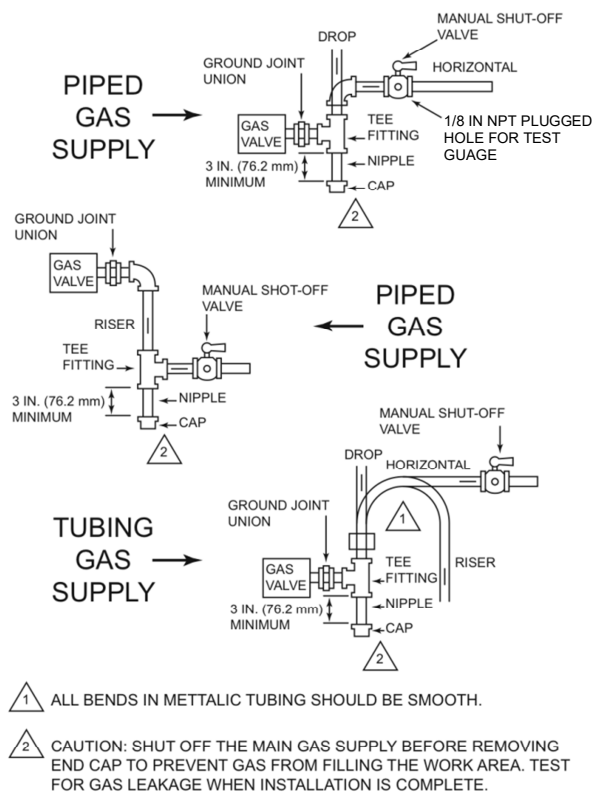 MANUAL SHUT-OFF
VALVE
DROP
GROUND JOINT
UNION
HORIZONTAL
PIPED
GAS
SUPPLY
GAS
VALVE
TEE
FITTING
1/8 IN NPT PLUGGED
HOLE FOR TEST
GUAGE
3 IN. (76.2 mm)
MINIMUM
NIPPLE
CAP
2
GROUND JOINT
UNION
GAS
VALVE
MANUAL SHOT-OFF
VALVE
RISER
TEE
FITTING
3 IN. (76.2 mm)
MINIMUM
NIPPLE
CAP
2
PIPED
GAS
SUPPLY
MANUAL SHUT-OFF
VALVE
DROP
HORIZONTAL
GROUND JOINT
UNION
1
TUBING
GAS
SUPPLY
GAS
VALVE
TEE
FITTING
RISER
3 IN. (76.2 mm)
MINIMUM
NIPPLE
CAP
2
1 ALL BENDS IN METTALIC TUBING SHOULD BE SMOOTH.
2 CAUTION: SHUT OFF THE MAIN GAS SUPPLY BEFORE REMOVING
END CAP TO PREVENT GAS FROM FILLING THE WORK AREA. TEST
FOR GAS LEAKAGE WHEN INSTALLATION IS COMPLETE.